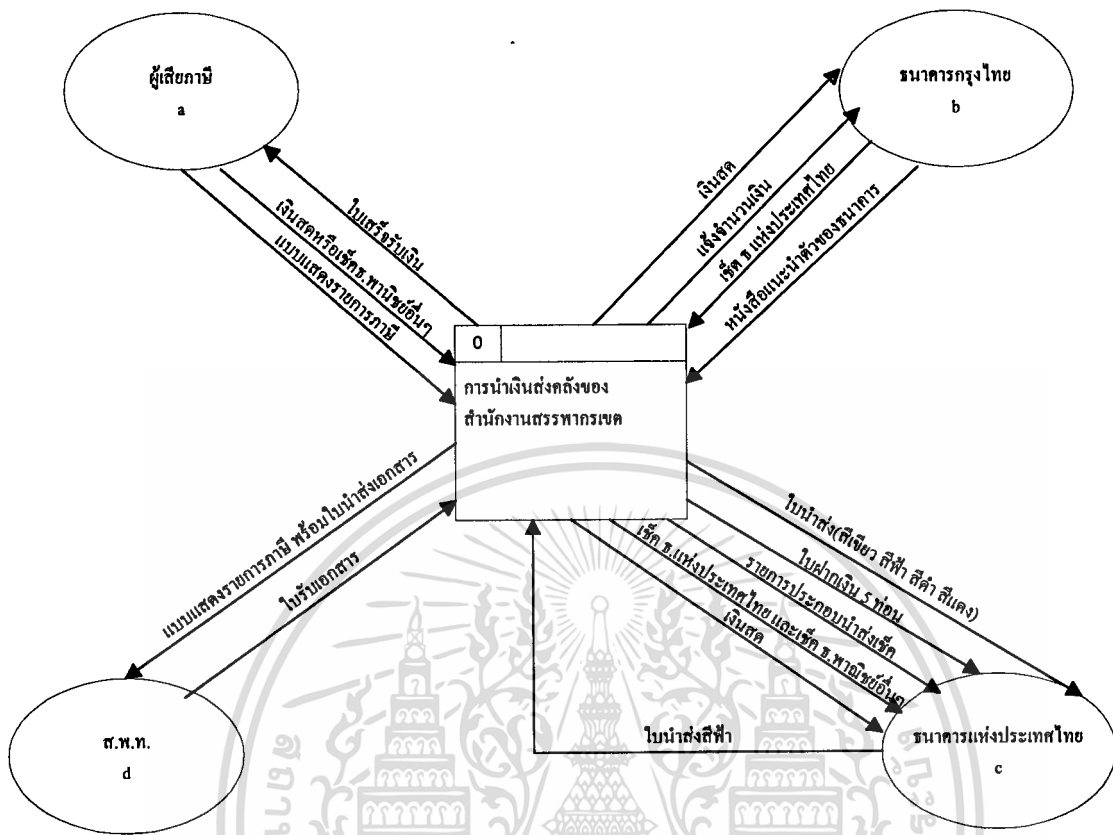 ผู้เสียภาษี
a
ธนาคารกรุงไทย
b
ใบเสร็จรับเงิน
เงินสดหรือเช็คธ.พานิชย์อื่นๆ
แบบแสดงรายการภาษี
เงินสด
แจ้งจำนวนเงิน
เช็ค ธ.แห่งประเทศไทย
หนังสือแนะนำตัวของธนาคาร
0
การนำเงินส่งคลังของ
สำนักงานสรรพากรเขต
แบบแสดงรายการภาษี พร้อมใบนำส่งเอกสาร
ใบรับเอกสาร
ใบนำส่ง(สีเขียว สีฟ้า สีดำ สีแดง)
ใบฝากเงิน 5 ท่อน
รายการประกอบนำส่งเช็ค
เช็ค ธ.แห่งประเทศไทย และเช็ค ธ.พาณิชย์อื่นๆ
เงินสด
ใบนำส่งสีฟ้า
ส.พ.ท.
d
ธนาคารแห่งประเทศไทย
c